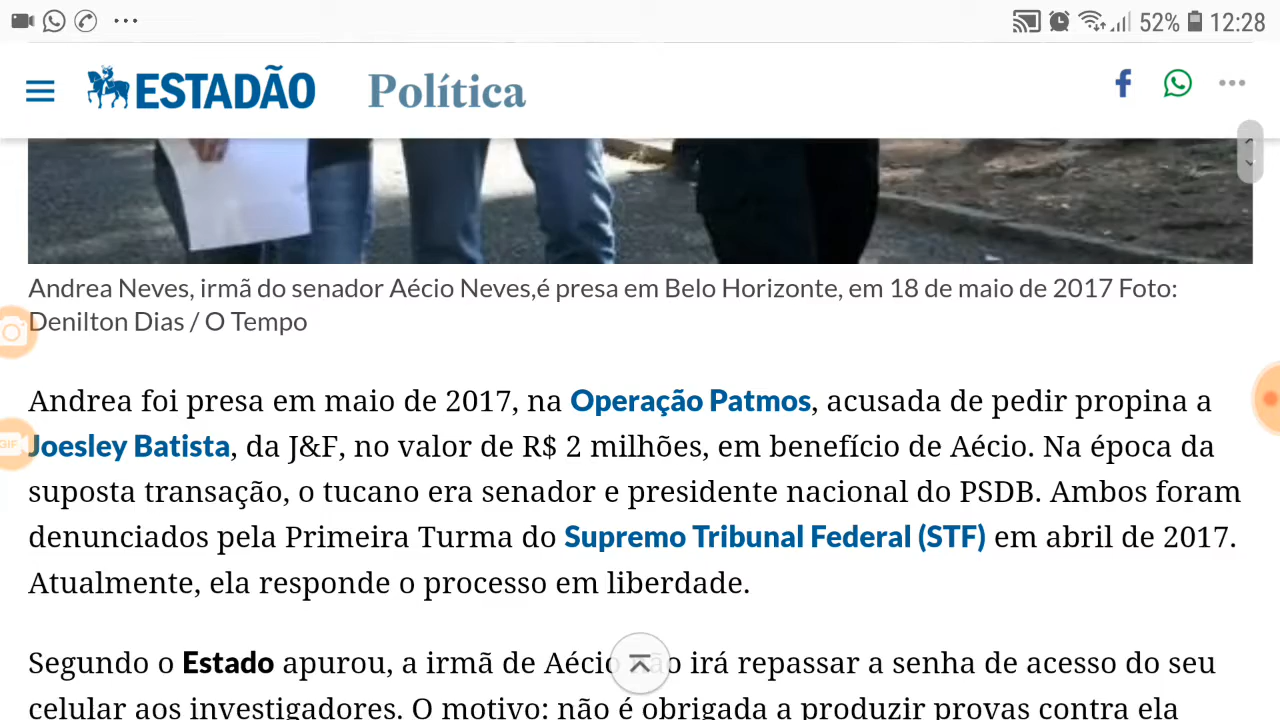 52% 12:28
ESTADÃO Política
Andrea Neves, irmã do senador Aécio Neves,é presa em Belo Horizonte, em 18 de maio de 2017 Foto:
Denilton Dias / O Tempo
Andrea foi presa em maio de 2017, na Operação Patmos, acusada de pedir propina a
Joesley Batista, da J&F, no valor de R$ 2 milhões, em benefício de Aécio. Na época da
GIF
suposta transação, o tucano era senador e presidente nacional do PSDB. Ambos foram
denunciados pela Primeira Turma do Supremo Tribunal Federal (STF) em abril de 2017.
Atualmente, ela responde o processo em liberdade.
Segundo o Estado apurou, a irmã de Aécio não irá repassar a senha de acesso do seu
celular aos investigadores. O motivo: não é obrigada a produzir provas contra ela